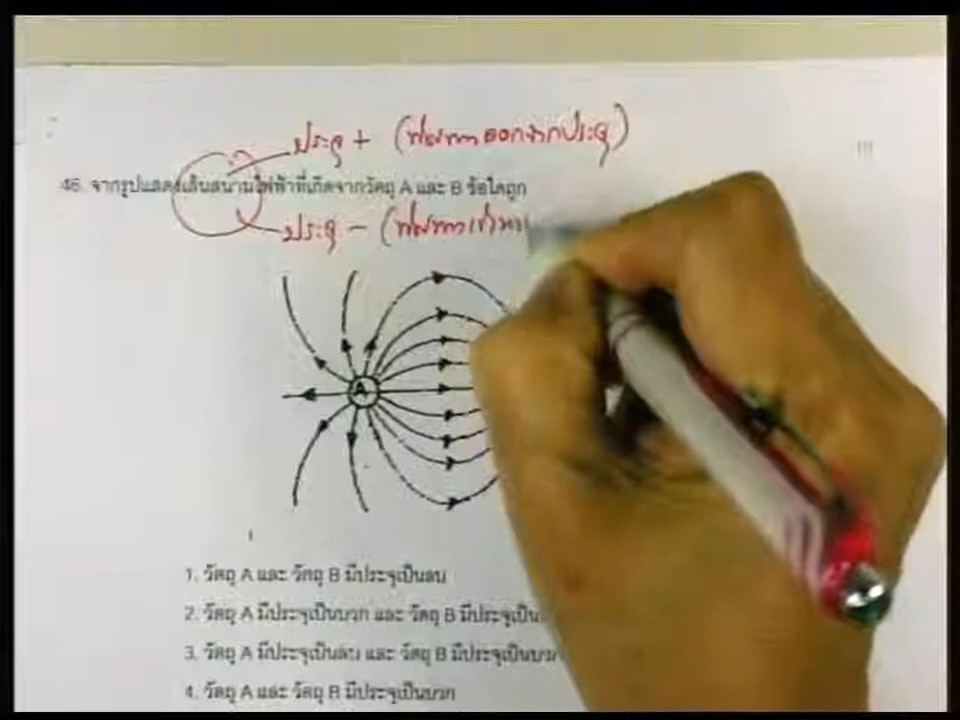 ประจุ + (ทิศทางออกจากประจุ)
46. จากรูปแสดงเส้นสนามไฟฟ้าที่เกิดจากวัตถุ A และ B ข้อใดถูก
ประจุ - (ทิศทางเข้าหา
A
1. วัตถุ A และ วัตถุ B มีประจุเป็นลบ
2. วัตถุ A มีประจุเป็นบวก และ วัตถุ B มีประจุเป็น
3. วัตถุ A มีประจุเป็นลบ และ วัตถุ B มีประจุเป็นบวก
4. วัตถุ A และ วัตถุ B มีประจุเป็นบวก